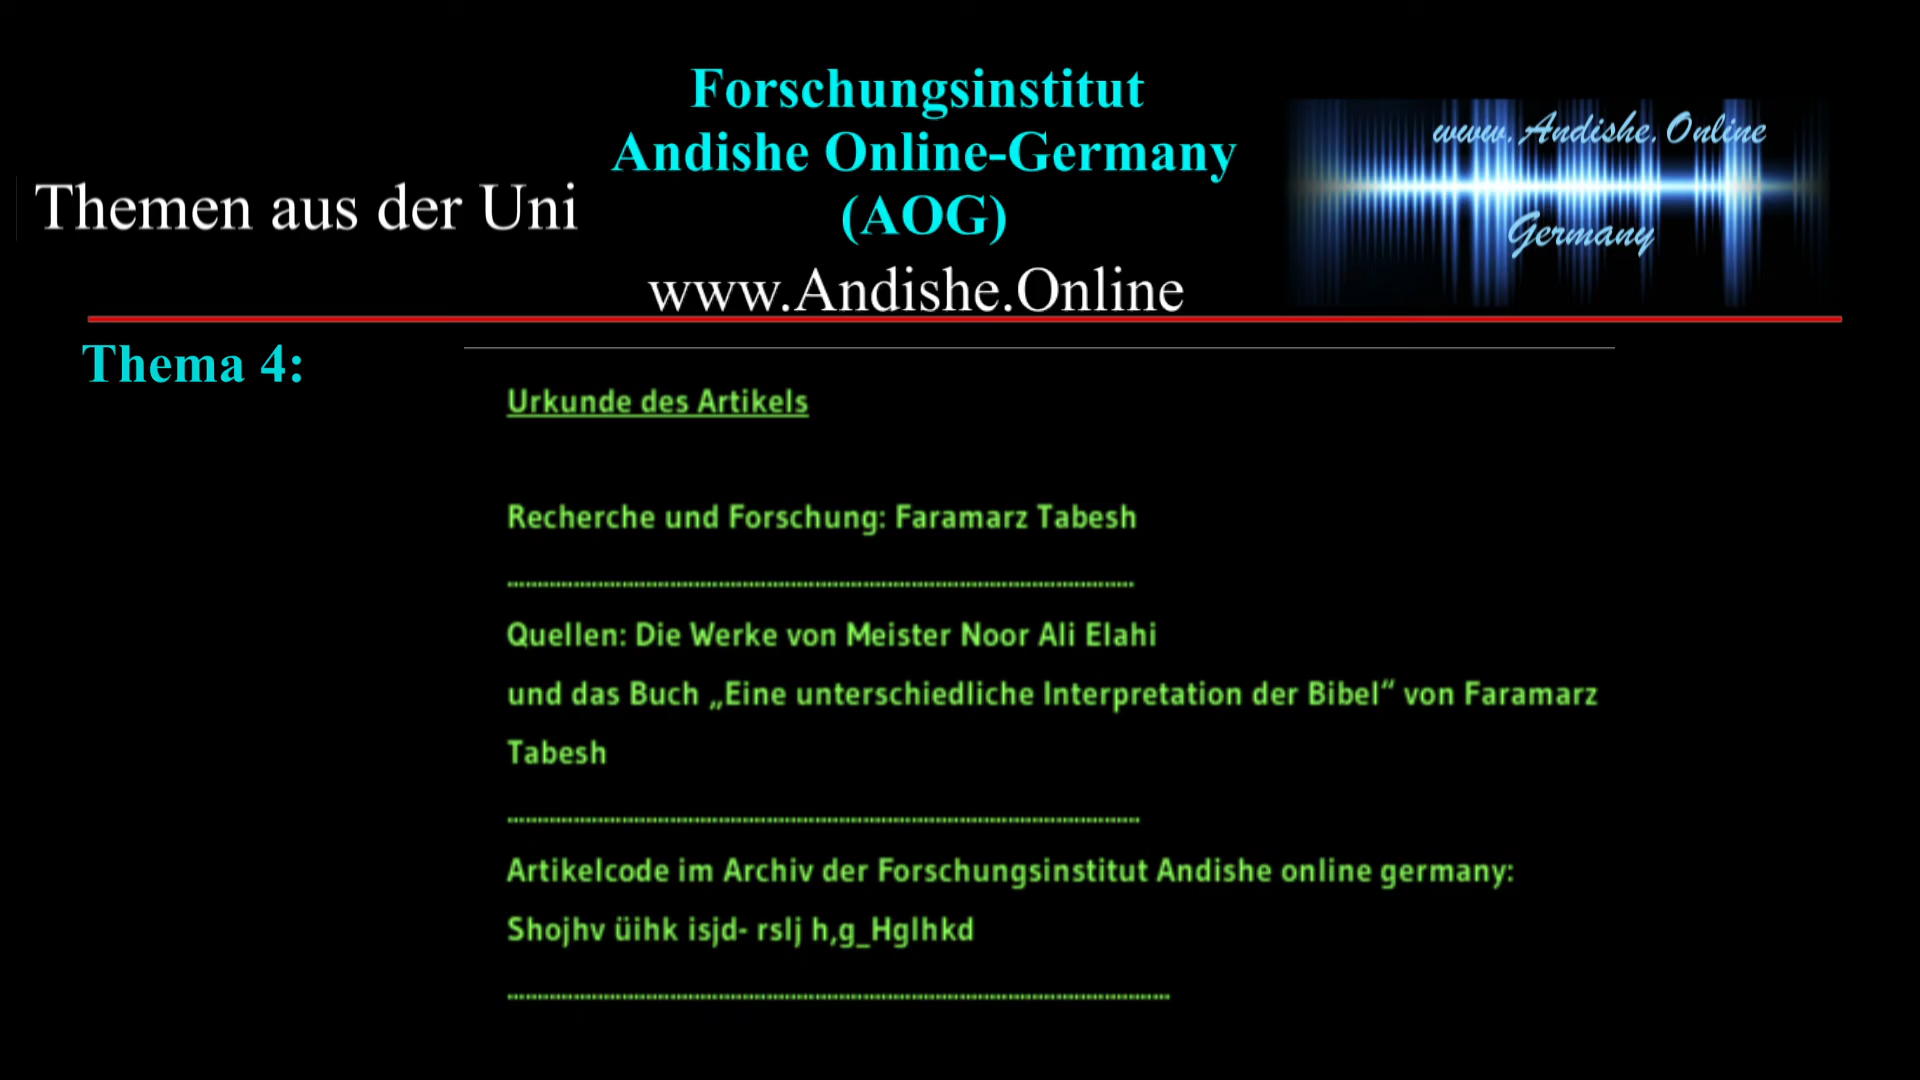 Themen aus der Uni
Forschungsinstitut
Andishe Online-Germany
(AOG)
www.Andishe.Online
www.Andishe.Online
Germany
Thema 4:
Urkunde des Artikels
Recherche und Forschung: Faramarz Tabesh
Quellen: Die Werke von Meister Noor Ali Elahi
und das Buch „Eine unterschiedliche Interpretation der Bibel“ von Faramarz
Tabesh
Artikelcode im Archiv der Forschungsinstitut Andishe online germany:
Shojhv üihk isjd- rslj h,g_Hglhkd